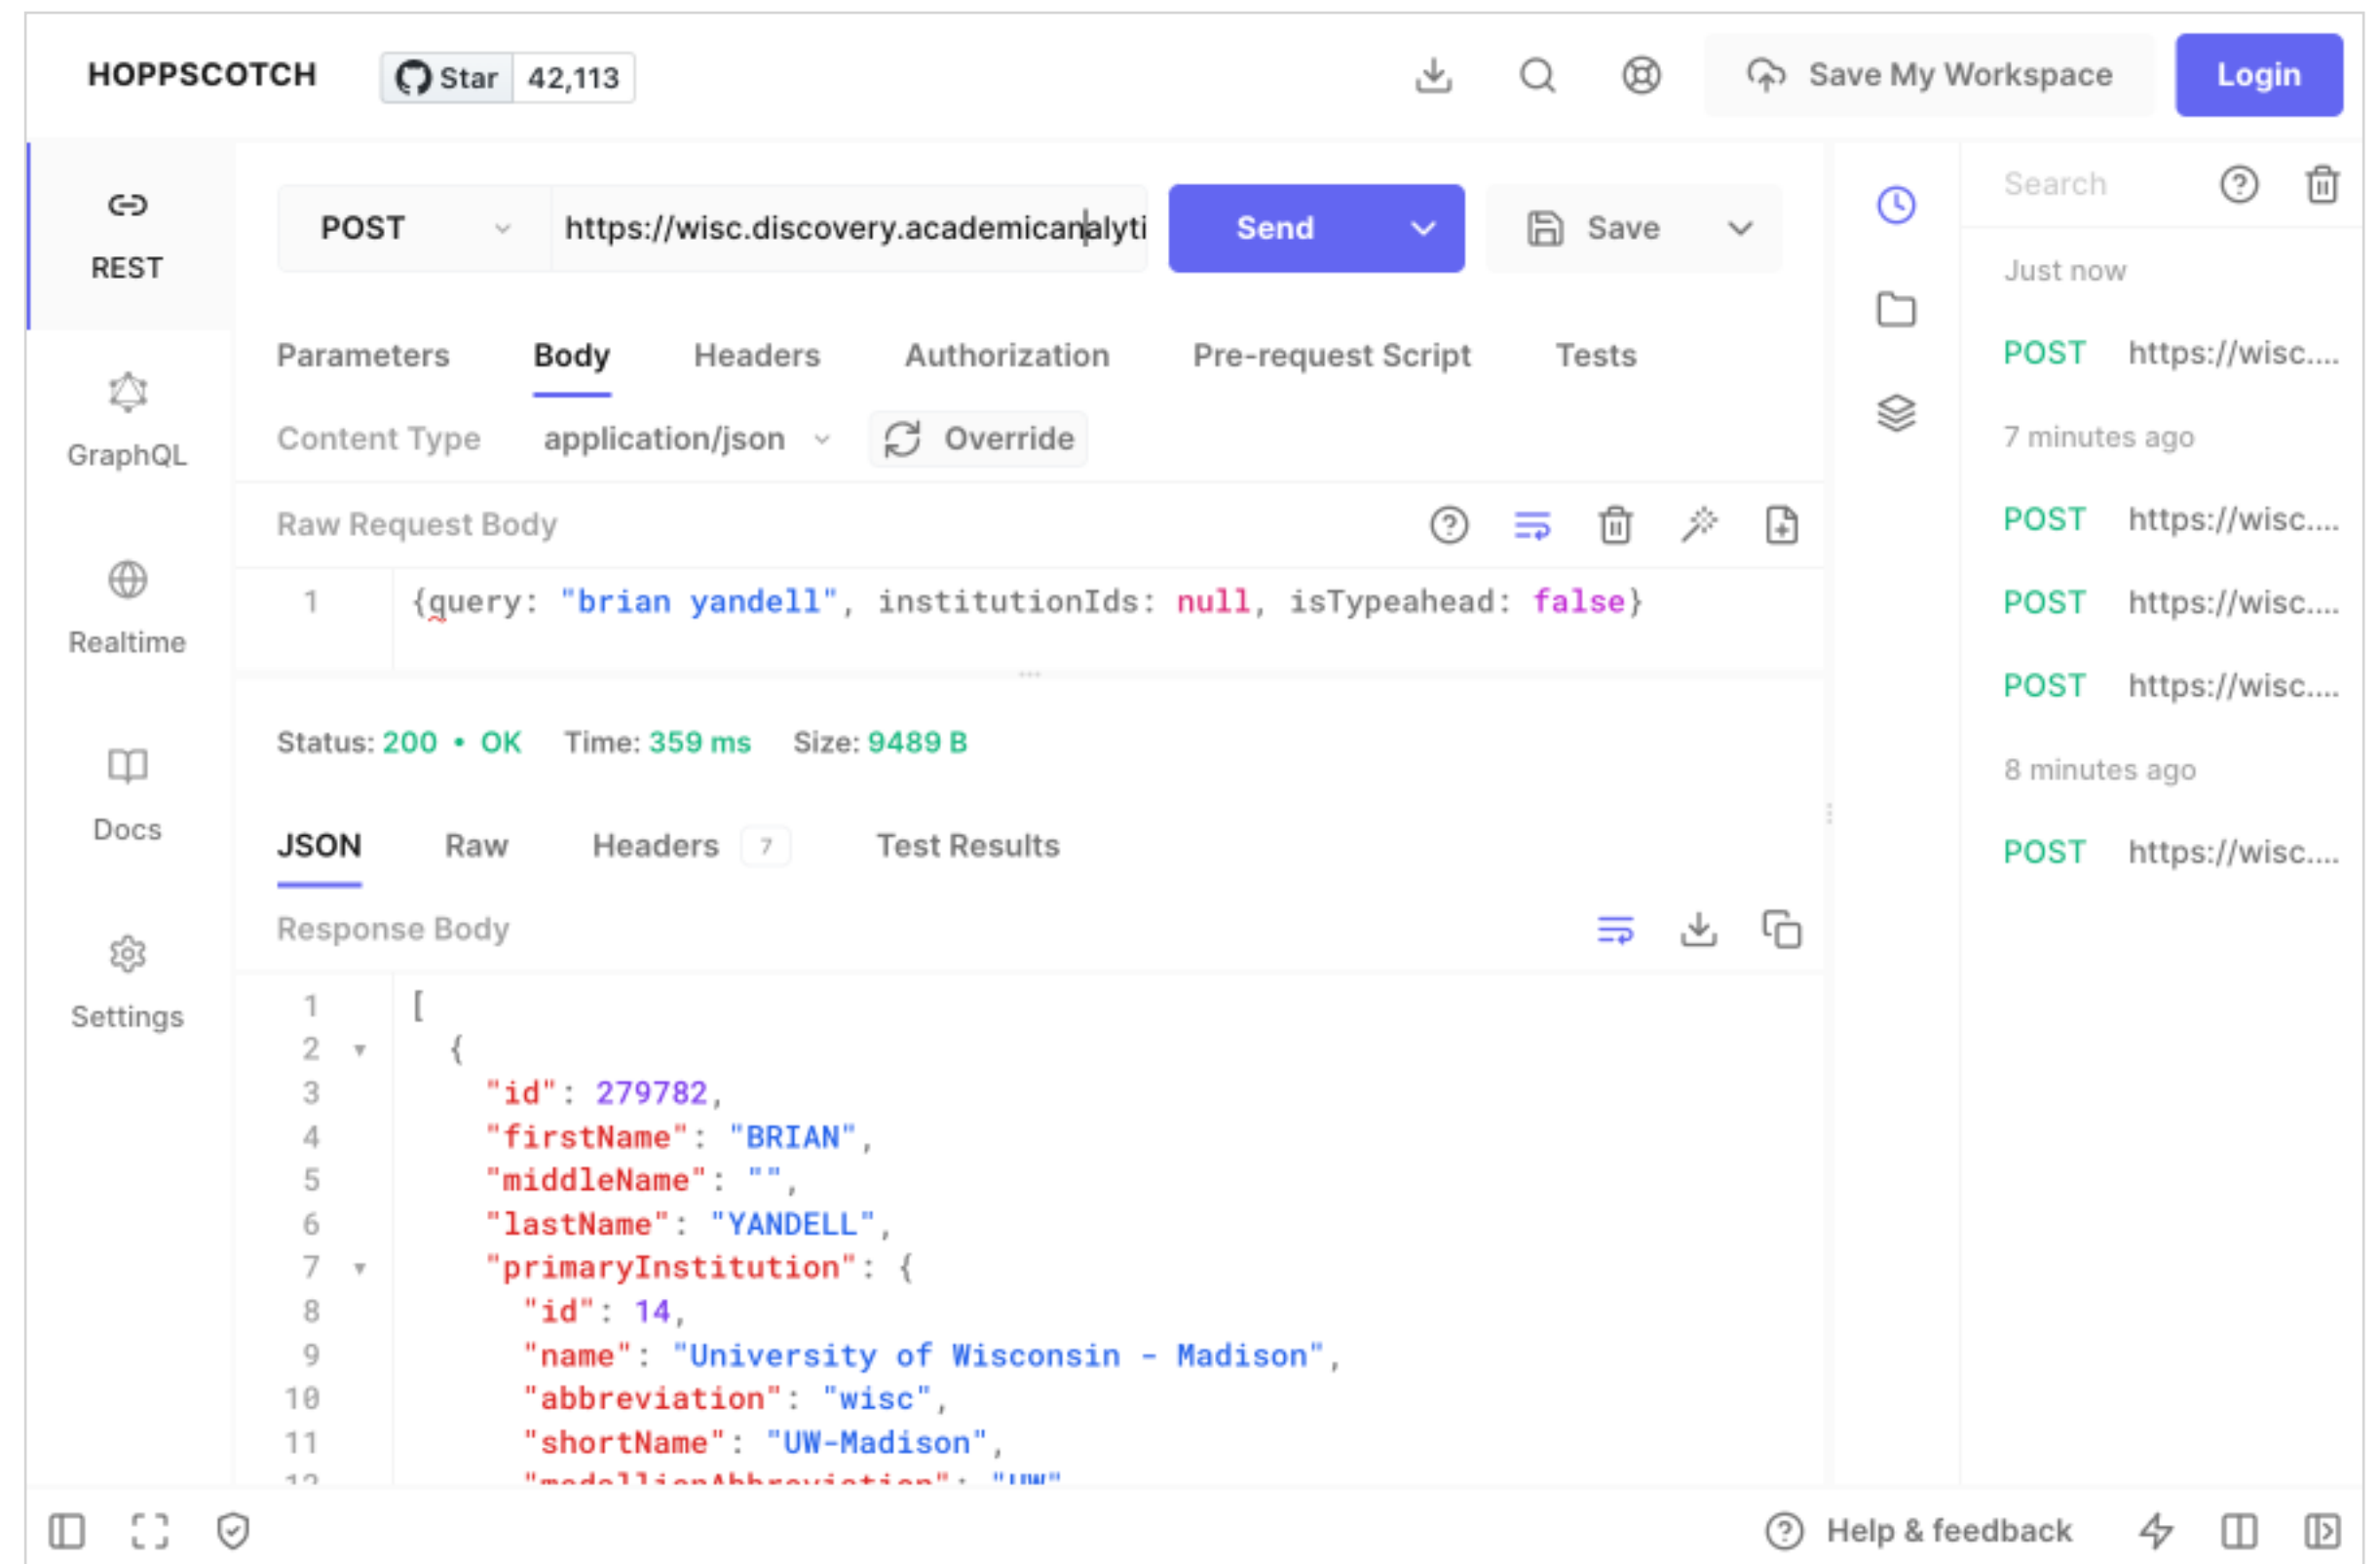 HOPPSCOTCH Star 42,113 Save My Workspace Login
REST
GraphQL
Realtime
Docs
Settings
POST https://wisc.discovery.academicanalyti Send Save
Parameters Body Headers Authorization Pre-request Script Tests
Content Type application/json Override
Raw Request Body
1 {query: "brian yandell", institutionIds: null, isTypeahead: false}
Status: 200 • OK Time: 359 ms Size: 9489 B
JSON Raw Headers 7 Test Results
Response Body
1 [
2 {
3 "id": 279782,
4 "firstName": "BRIAN",
5 "middleName": "",
6 "lastName": "YANDELL",
7 "primaryInstitution": {
8 "id": 14,
9 "name": "University of Wisconsin - Madison",
10 "abbreviation": "wisc",
11 "shortName": "UW-Madison",
12 "UW"
Search
Just now
POST https://wisc....
7 minutes ago
POST https://wisc....
POST https://wisc....
POST https://wisc....
8 minutes ago
POST https://wisc....
Help & feedback